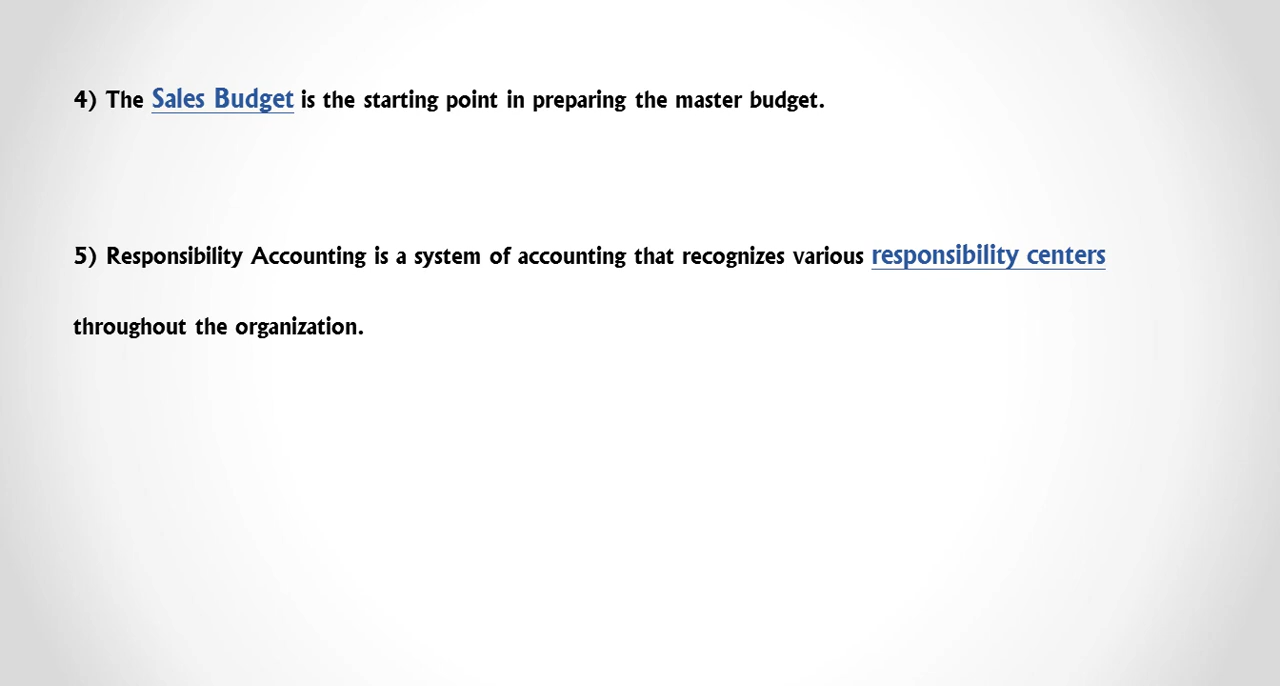 4) The Sales Budget is the starting point in preparing the master budget.
5) Responsibility Accounting is a system of accounting that recognizes various responsibility centers
throughout the organization.